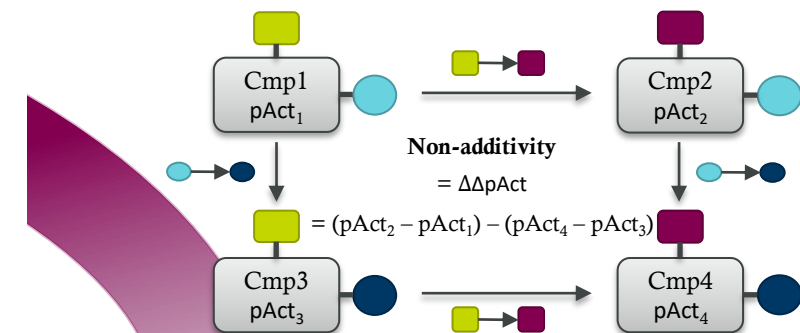 Cmp1
pAct₁
Cmp2
pAct₂
Non-additivity
= ΔΔpAct
= (pAct₂ – pAct₁) – (pAct₄ – pAct₃)
Cmp3
pAct₃
Cmp4
pAct₄